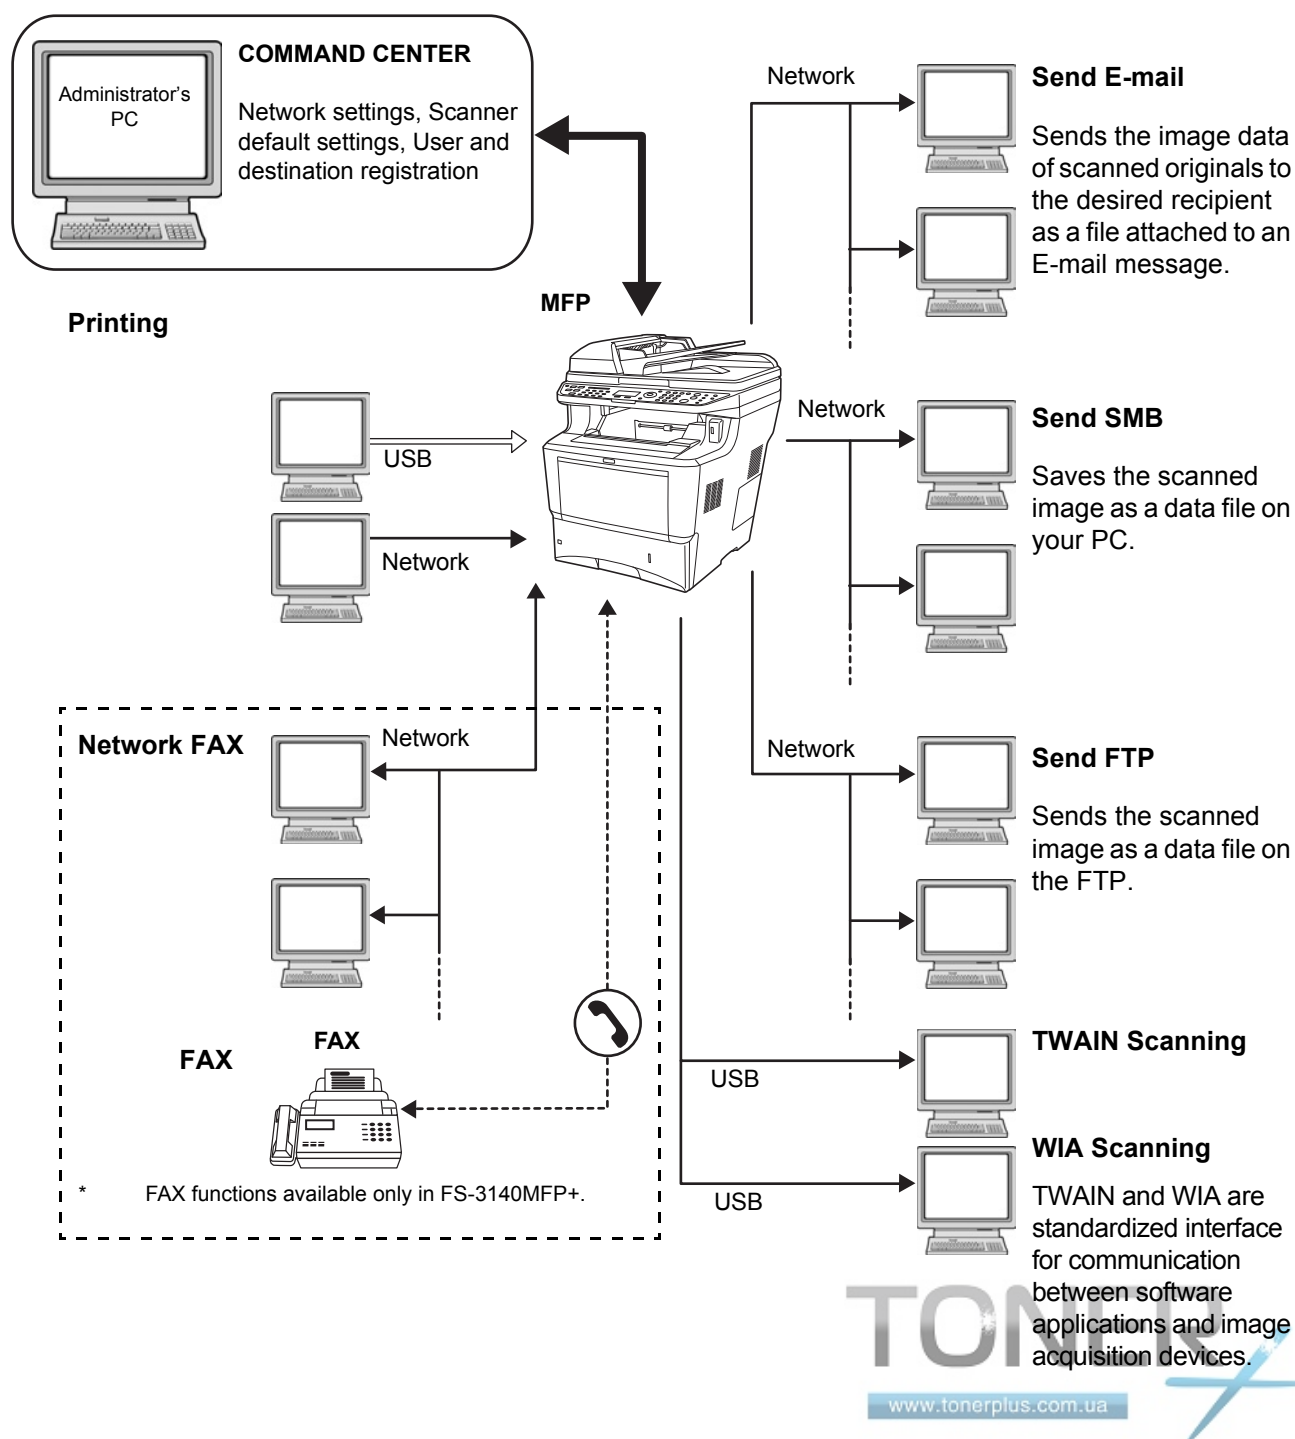 COMMAND CENTER
Administrator's
PC
Network settings, Scanner
default settings, User and
destination registration
Network
Send E-mail
Sends the image data
of scanned originals to
the desired recipient
as a file attached to an
E-mail message.
MFP
Printing
USB
Network
Network
Send SMB
Saves the scanned
image as a data file on
your PC.
Network FAX
Network
Network
Send FTP
Sends the scanned
image as a data file on
the FTP.
FAX
FAX
* FAX functions available only in FS-3140MFP+.
USB
TWAIN Scanning
USB
WIA Scanning
TWAIN and WIA are
standardized interface
for communication
between software
applications and image
acquisition devices.
TONER
www.tonerplus.com.ua